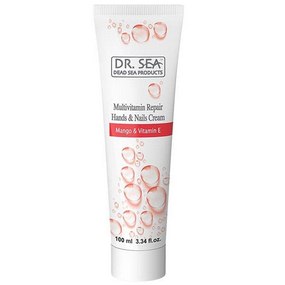 DR. SEA
DEAD SEA PRODUCTS
Multivitamin Repair
Hands & Nails Cream
Mango & Vitamin E
100 ml 3.34 fl.oz.